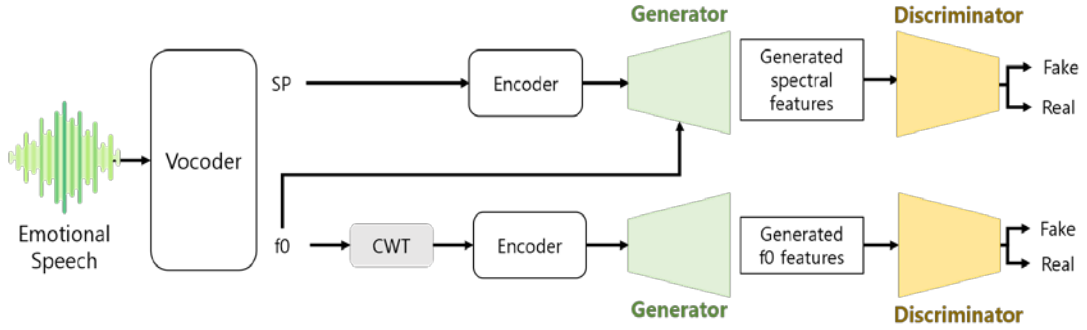 Generator
Discriminator
SP
Encoder
Generated
spectral
features
Fake
Real
Vocoder
Emotional
Speech
f0
CWT
Encoder
Generated
f0 features
Fake
Real
Generator
Discriminator